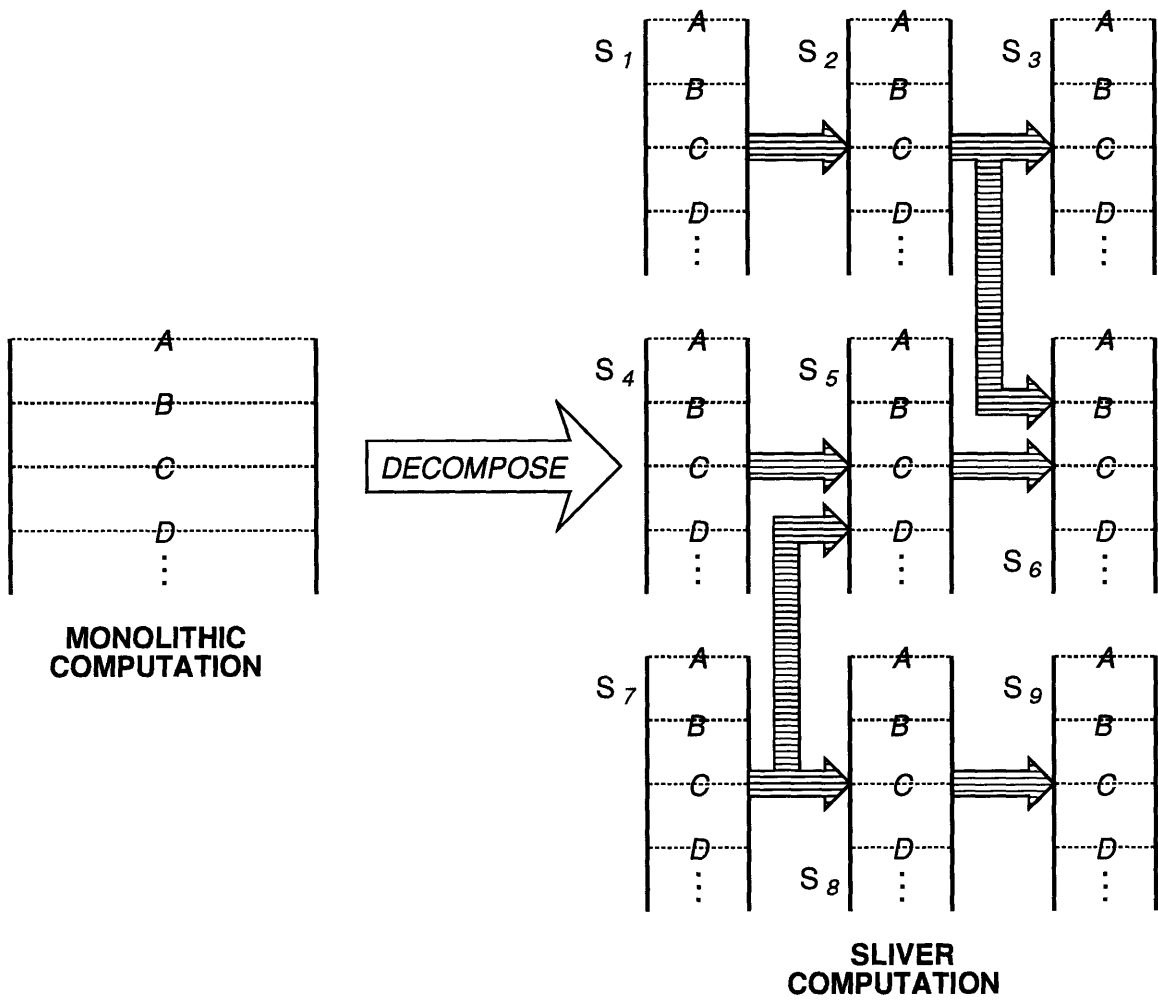 A
B
C
D
⋮
MONOLITHIC
COMPUTATION
DECOMPOSE
S 1
A
B
C
D
⋮
S 2
A
B
C
D
⋮
S 3
A
B
C
D
⋮
S 4
A
B
C
D
⋮
S 5
A
B
C
D
⋮
S 6
A
B
C
D
⋮
S 7
A
B
C
D
⋮
S 8
A
B
C
D
⋮
S 9
A
B
C
D
⋮
SLIVER
COMPUTATION